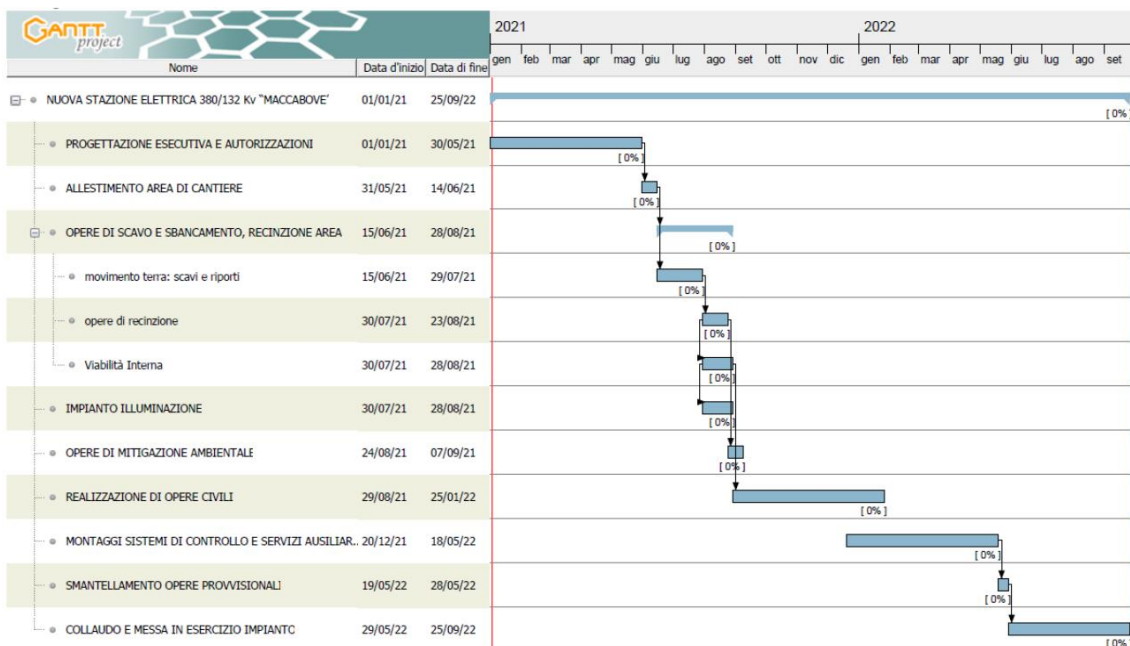 GANTT
project
2021 2022
gen feb mar apr mag giu lug ago set ott nov dic gen feb mar apr mag giu lug ago set
Nome Data d'inizio Data di fine
NUOVA STAZIONE ELETTRICA 380/132 Kv "MACCABOVE" 01/01/21 25/09/22
[ 0% ]
PROGETTAZIONE ESECUTIVA E AUTORIZZAZIONI 01/01/21 30/05/21
[ 0% ]
ALLESTIMENTO AREA DI CANTIERE 31/05/21 14/06/21
[ 0% ]
OPERE DI SCAVO E SBANCAMENTO, RECINZIONE AREA 15/06/21 28/08/21
[ 0% ]
movimento terra: scavi e riporti 15/06/21 29/07/21
[ 0% ]
opere di recinzione 30/07/21 23/08/21
[ 0% ]
Viabilità Interna 30/07/21 28/08/21
[ 0% ]
IMPIANTO ILLUMINAZIONE 30/07/21 28/08/21
[ 0% ]
OPERE DI MITIGAZIONE AMBIENTALE 24/08/21 07/09/21
[ 0% ]
REALIZZAZIONE DI OPERE CIVILI 29/08/21 25/01/22
[ 0% ]
MONTAGGI SISTEMI DI CONTROLLO E SERVIZI AUSILIAR.. 20/12/21 18/05/22
[ 0% ]
SMANTELLAMENTO OPERE PROVVISIONALI 19/05/22 28/05/22
[ 0% ]
COLLAUDO E MESSA IN ESERCIZIO IMPIANTO 29/05/22 25/09/22
[ 0% ]